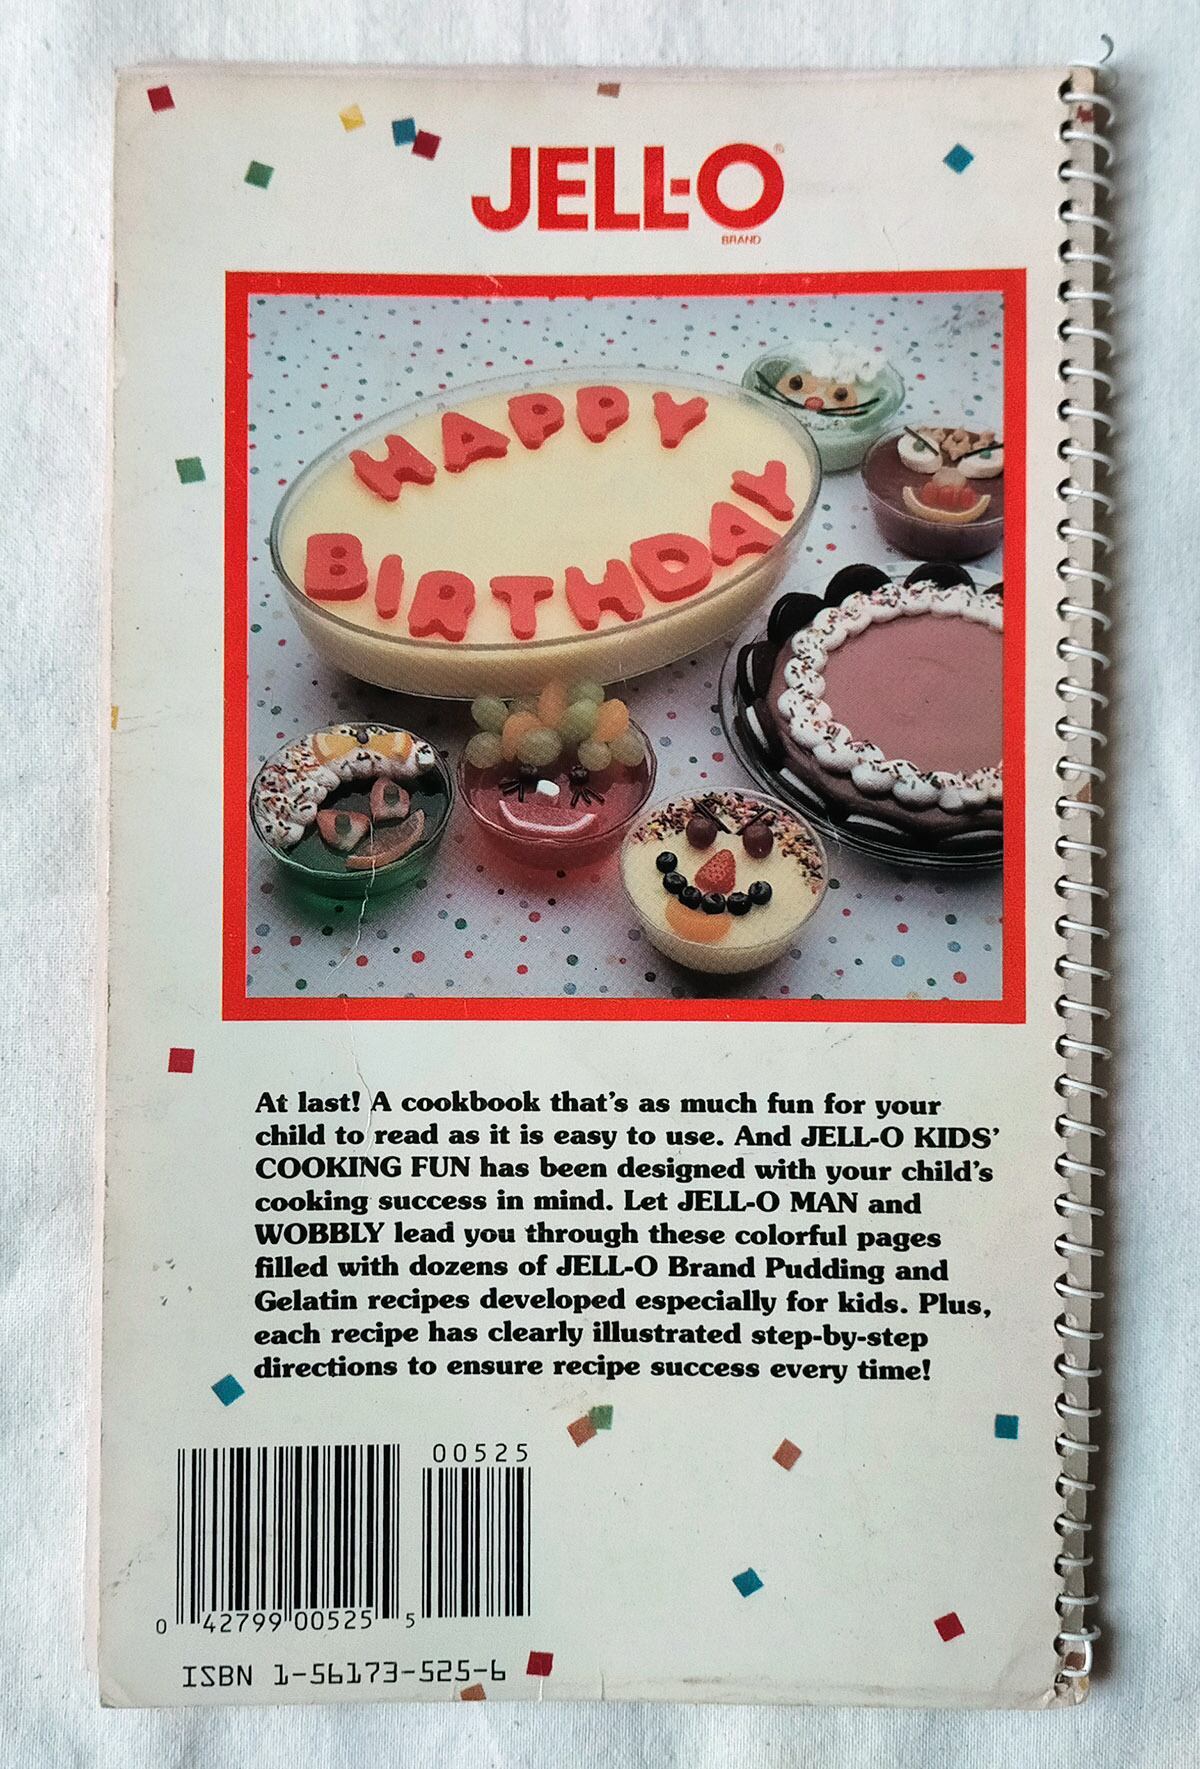 JELL-O®
BRAND
HAPPY
BIRTHDAY
At last! A cookbook that's as much fun for your
child to read as it is easy to use. And JELL-O KIDS'
COOKING FUN has been designed with your child's
cooking success in mind. Let JELL-O MAN and
WOBBLY lead you through these colorful pages
filled with dozens of JELL-O Brand Pudding and
Gelatin recipes developed especially for kids. Plus,
each recipe has clearly illustrated step-by-step
directions to ensure recipe success every time!
00525
0 42799 00525 5
ISBN 1-56173-525-6